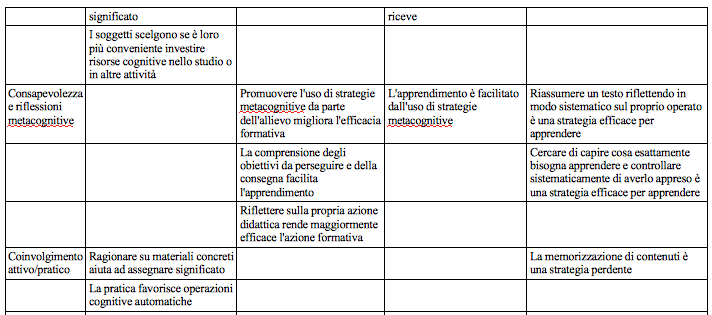 significato
riceve
I soggetti scelgono se è loro
più conveniente investire
risorse cognitive nello studio o
in altre attività
Consapevolezza
e riflessioni
metacognitive
Promuovere l'uso di strategie
metacognitive da parte
dell'allievo migliora l'efficacia
formativa
L'apprendimento è facilitato
dall'uso di strategie
metacognitive
Riassumere un testo riflettendo in
modo sistematico sul proprio operato
è una strategia efficace per
apprendere
La comprensione degli
obiettivi da perseguire e della
consegna facilita
l'apprendimento
Cercare di capire cosa esattamente
bisogna apprendere e controllare
sistematicamente di averlo appreso è
una strategia efficace per apprendere
Riflettere sulla propria azione
didattica rende maggiormente
efficace l'azione formativa
Coinvolgimento
attivo/pratico
Ragionare su materiali concreti
aiuta ad assegnare significato
La memorizzazione di contenuti è
una strategia perdente
La pratica favorisce operazioni
cognitive automatiche